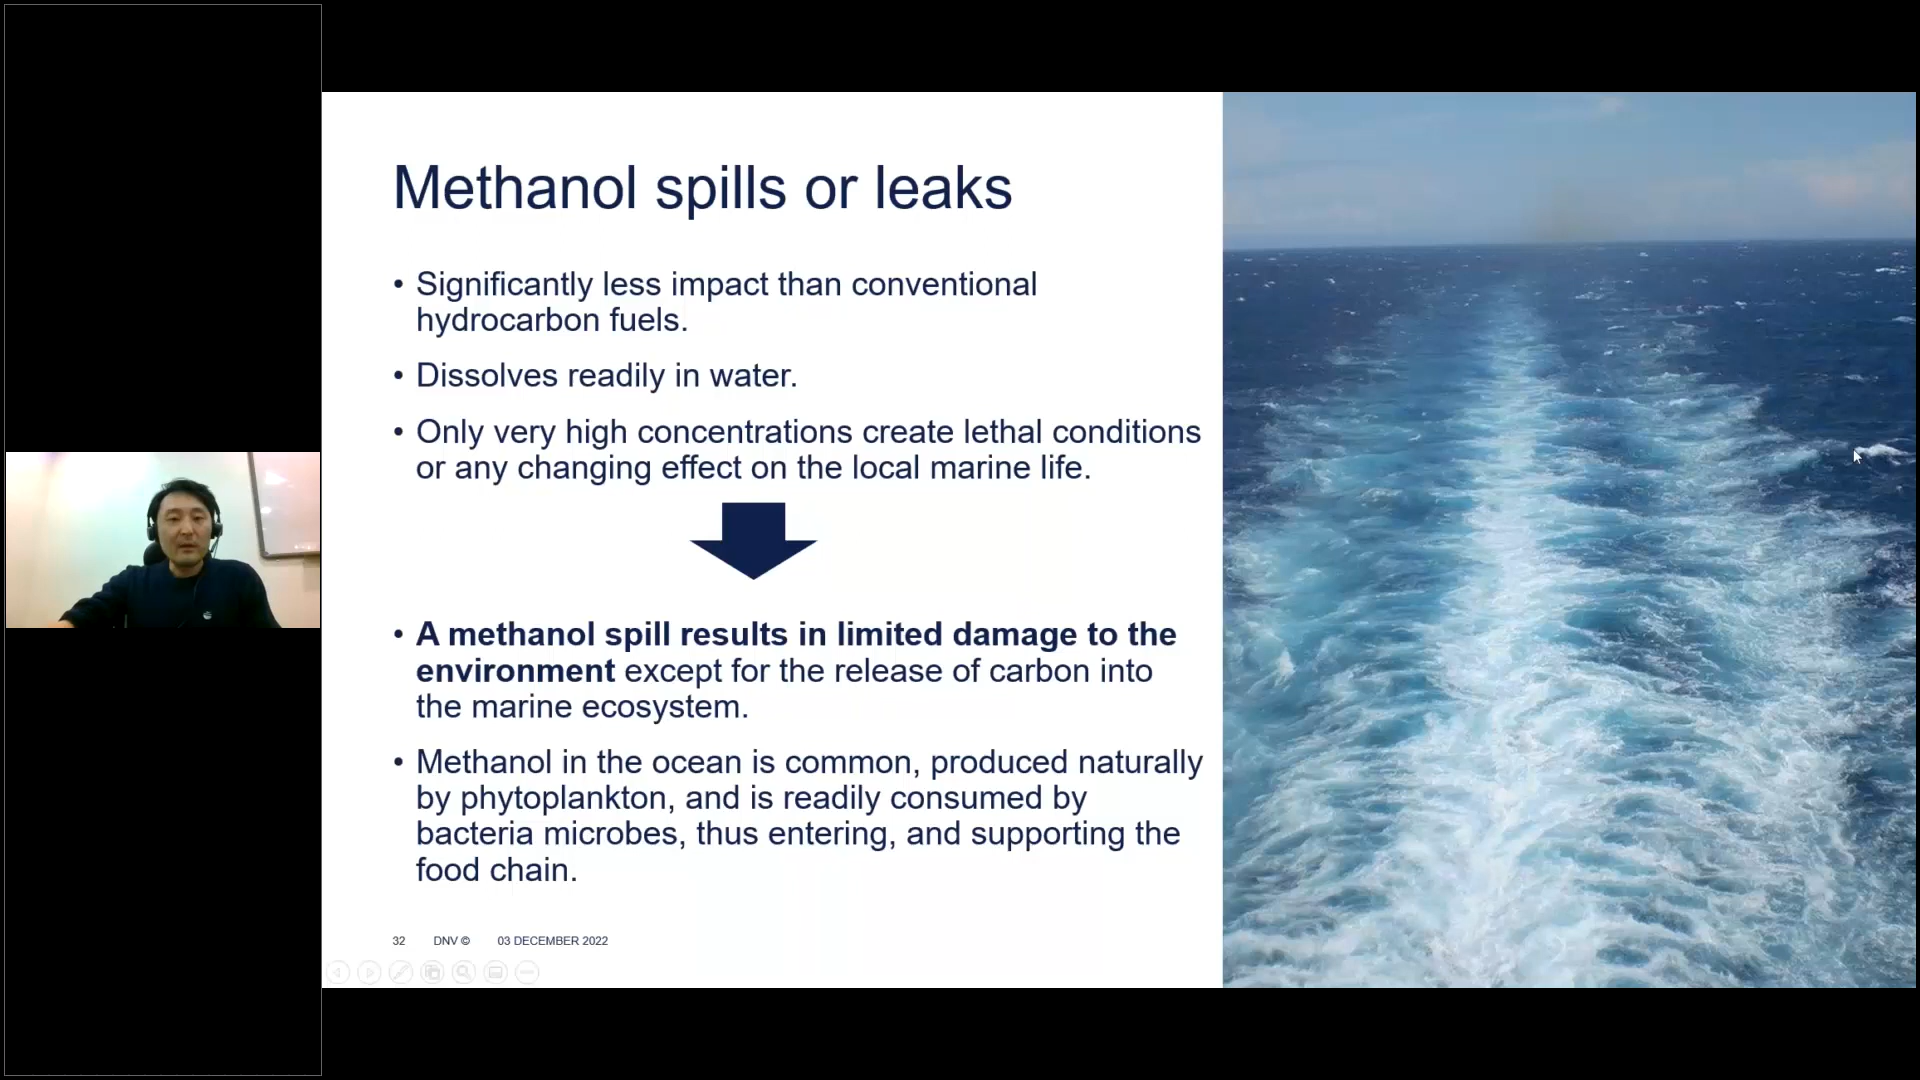 Methanol spills or leaks
• Significantly less impact than conventional
hydrocarbon fuels.
• Dissolves readily in water.
• Only very high concentrations create lethal conditions
or any changing effect on the local marine life.
• A methanol spill results in limited damage to the
environment except for the release of carbon into
the marine ecosystem.
• Methanol in the ocean is common, produced naturally
by phytoplankton, and is readily consumed by
bacteria microbes, thus entering, and supporting the
food chain.
32 DNV © 03 DECEMBER 2022